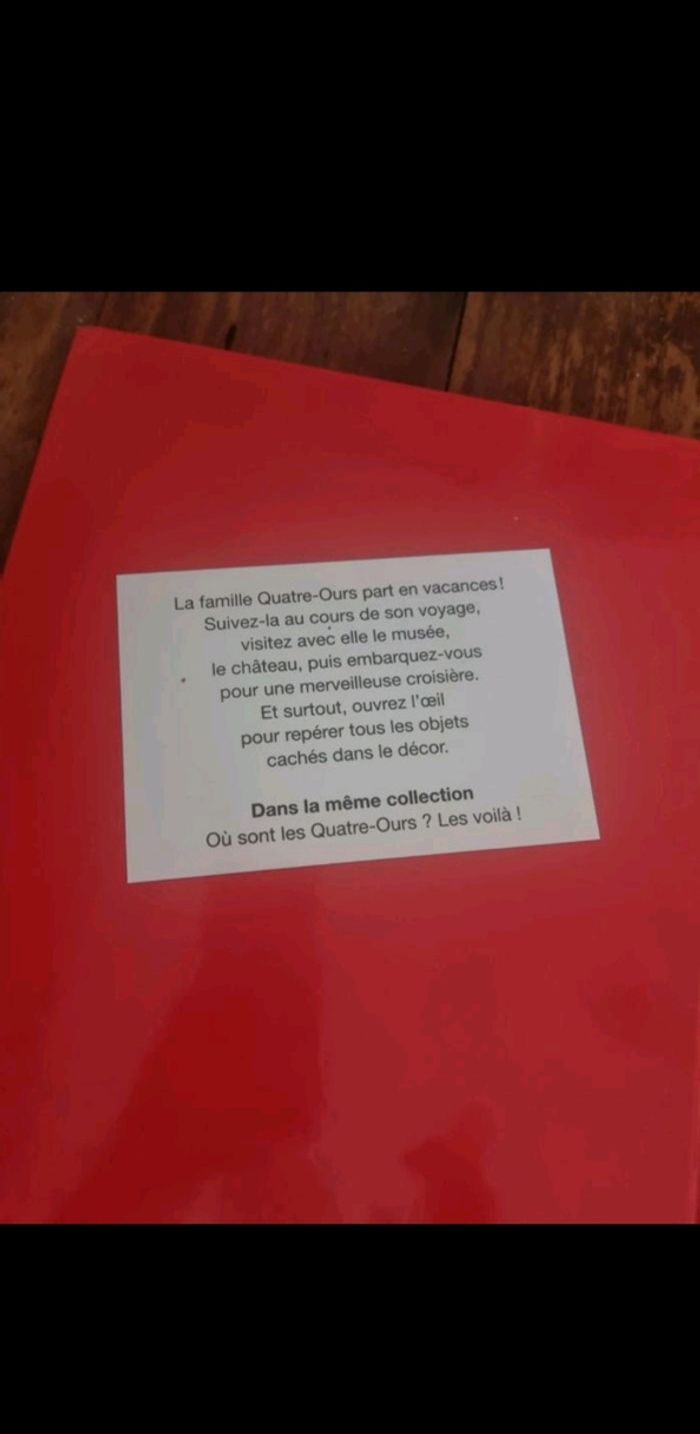 La famille Quatre-Ours part en vacances!
Suivez-la au cours de son voyage,
visitez avec elle le musée,
le château, puis embarquez-vous
pour une merveilleuse croisière.
Et surtout, ouvrez l'œil
pour repérer tous les objets
cachés dans le décor.
Dans la même collection
Où sont les Quatre-Ours ? Les voilà !